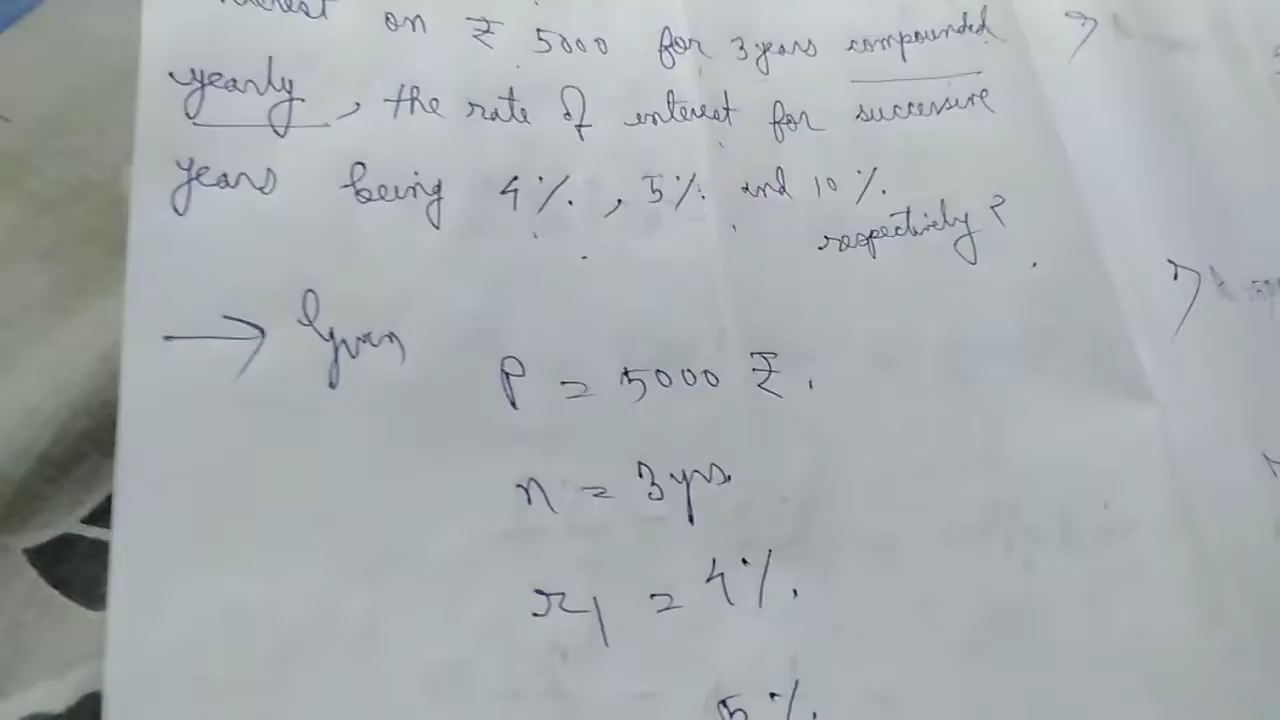 on ₹ 5000 for 3 years compounded
yearly, the rate of interest for successive
years being 4%, 5% and 10%
respectively?
→ Given
P = 5000 ₹.
n = 3 yrs.
r1 = 4%.
5%.